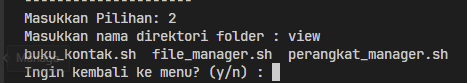 Masukkan Pilihan: 2
Masukkan nama direktori folder : view
buku_kontak.sh file_manager.sh perangkat_manager.sh
Ingin kembali ke menu? (y/n) :